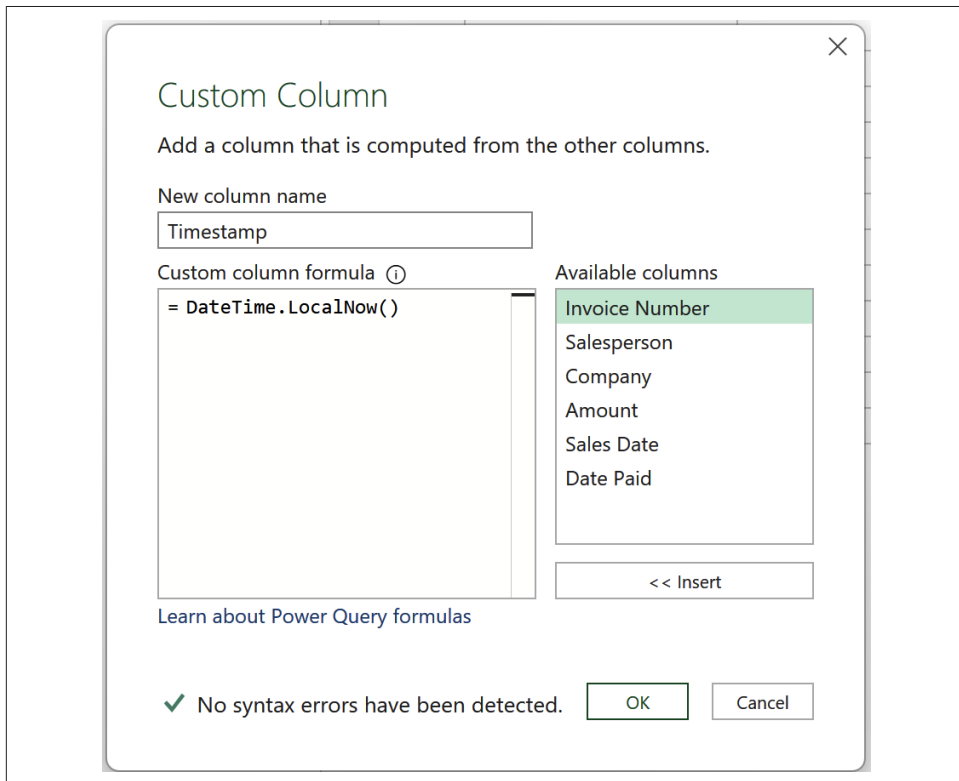 Custom Column
Add a column that is computed from the other columns.
New column name
Timestamp
Custom column formula
= DateTime.LocalNow()
Available columns
Invoice Number
Salesperson
Company
Amount
Sales Date
Date Paid
<< Insert
Learn about Power Query formulas
No syntax errors have been detected.
OK
Cancel